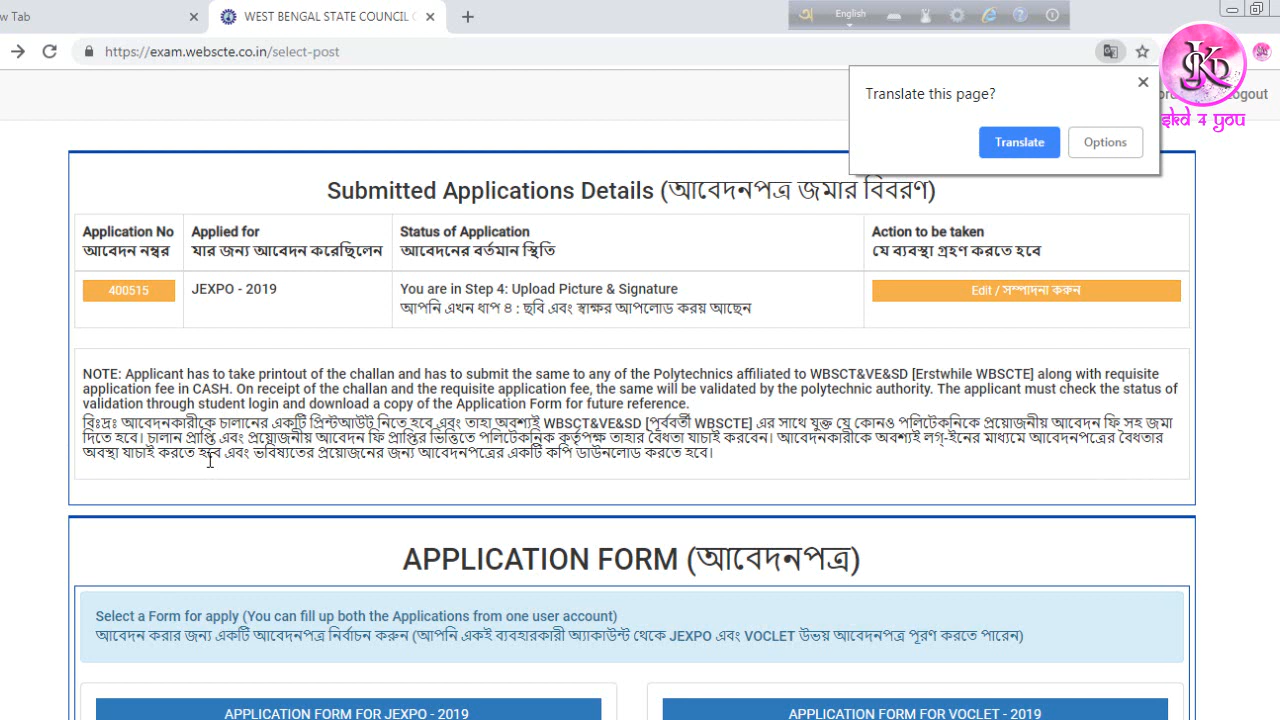 w Tab
WEST BENGAL STATE COUNCIL
English
https://exam.webscte.co.in/select-post
Translate this page?
Translate
Options
Logout
SKD 4 YOU
Submitted Applications Details (আবেদনপত্র জমার বিবরণ)
Application No
Applied for
Status of Application
Action to be taken
আবেদন নম্বর
যার জন্য আবেদন করেছিলেন
আবেদনের বর্তমান স্থিতি
যে ব্যবস্থা গ্রহণ করতে হবে
400515
JEXPO - 2019
You are in Step 4: Upload Picture & Signature
আপনি এখন ধাপ ৪ : ছবি এবং স্বাক্ষর আপলোড করয় আছেন
Edit / সম্পাদনা করুন
NOTE: Applicant has to take printout of the challan and has to submit the same to any of the Polytechnics affiliated to WBSCT&VE&SD [Erstwhile WBSCTE] along with requisite
application fee in CASH. On receipt of the challan and the requisite application fee, the same will be validated by the polytechnic authority. The applicant must check the status of
validation through student login and download a copy of the Application Form for future reference.
বিঃদ্রঃ আবেদনকারীকে চালানের একটি প্রিন্টআউট নিতে হবে এবং তাহা অবশ্যই WBSCT&VE&SD [পূর্ববর্তী WBSCTE] এর সাথে যুক্ত যে কোনও পলিটেকনিকে প্রয়োজনীয় আবেদন ফি সহ জমা
দিতে হবে। চালান প্রাপ্তি এবং প্রয়োজনীয় আবেদন ফি প্রাপ্তির ভিত্তিতে পলিটেকনিক কর্তৃপক্ষ তাহার বৈধতা যাচাই করবেন। আবেদনকারীকে অবশ্যই লগ্-ইনের মাধ্যমে আবেদনপত্রের বৈধতার
অবস্থা যাচাই করতে হবে এবং ভবিষ্যতের প্রয়োজনের জন্য আবেদনপত্রের একটি কপি ডাউনলোড করতে হবে।
APPLICATION FORM (আবেদনপত্র)
Select a Form for apply (You can fill up both the Applications from one user account)
আবেদন করার জন্য একটি আবেদনপত্র নির্বাচন করুন (আপনি একই ব্যবহারকারী অ্যাকাউন্ট থেকে JEXPO এবং VOCLET উভয় আবেদনপত্র পূরণ করতে পারেন)
APPLICATION FORM FOR JEXPO - 2019
APPLICATION FORM FOR VOCLET - 2019